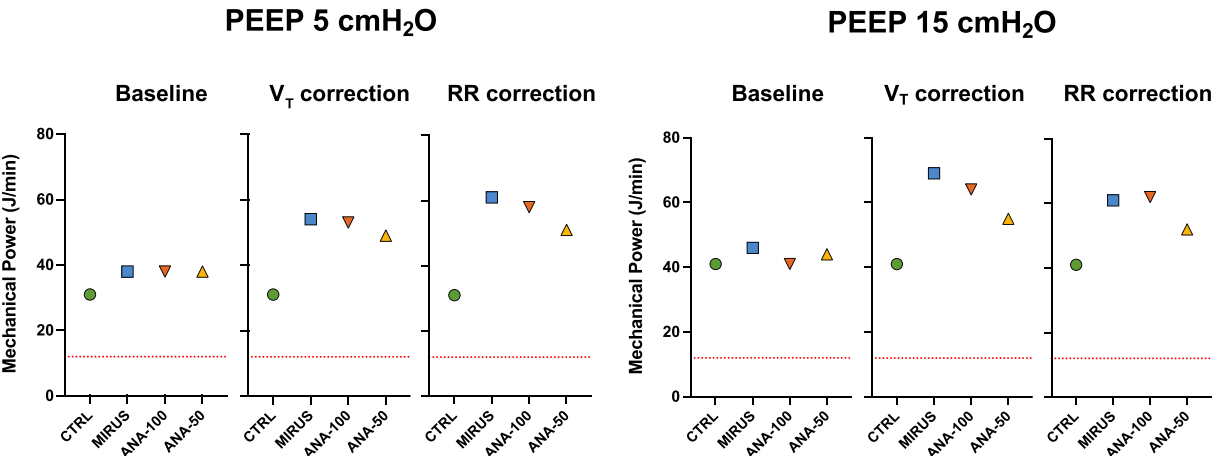 PEEP 5 cmH₂O
PEEP 15 cmH₂O
Baseline
V_T correction
RR correction
Baseline
V_T correction
RR correction
Mechanical Power (J/min)
80
60
40
20
0
CTRL
MIRUS
ANA-100
ANA-50
CTRL
MIRUS
ANA-100
ANA-50
CTRL
MIRUS
ANA-100
ANA-50
Mechanical Power (J/min)
80
60
40
20
0
CTRL
MIRUS
ANA-100
ANA-50
CTRL
MIRUS
ANA-100
ANA-50
CTRL
MIRUS
ANA-100
ANA-50